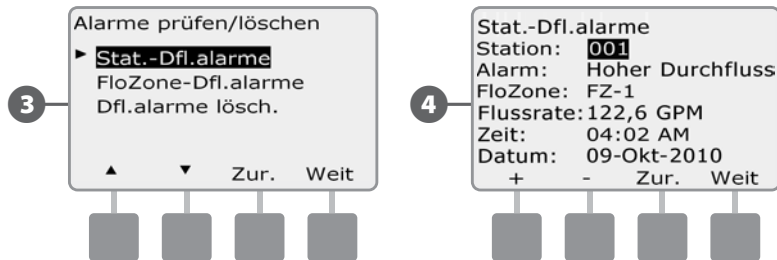 3
Alarme prüfen/löschen
► Stat.-Dfl.alarme
FloZone-Dfl.alarme
Dfl.alarme lösch.
▲ ▼ Zur. Weit
4
Stat.-Dfl.alarme
Station: 001
Alarm: Hoher Durchfluss
FloZone: FZ-1
Flussrate: 122,6 GPM
Zeit: 04:02 AM
Datum: 09-Okt-2010
+ - Zur. Weit